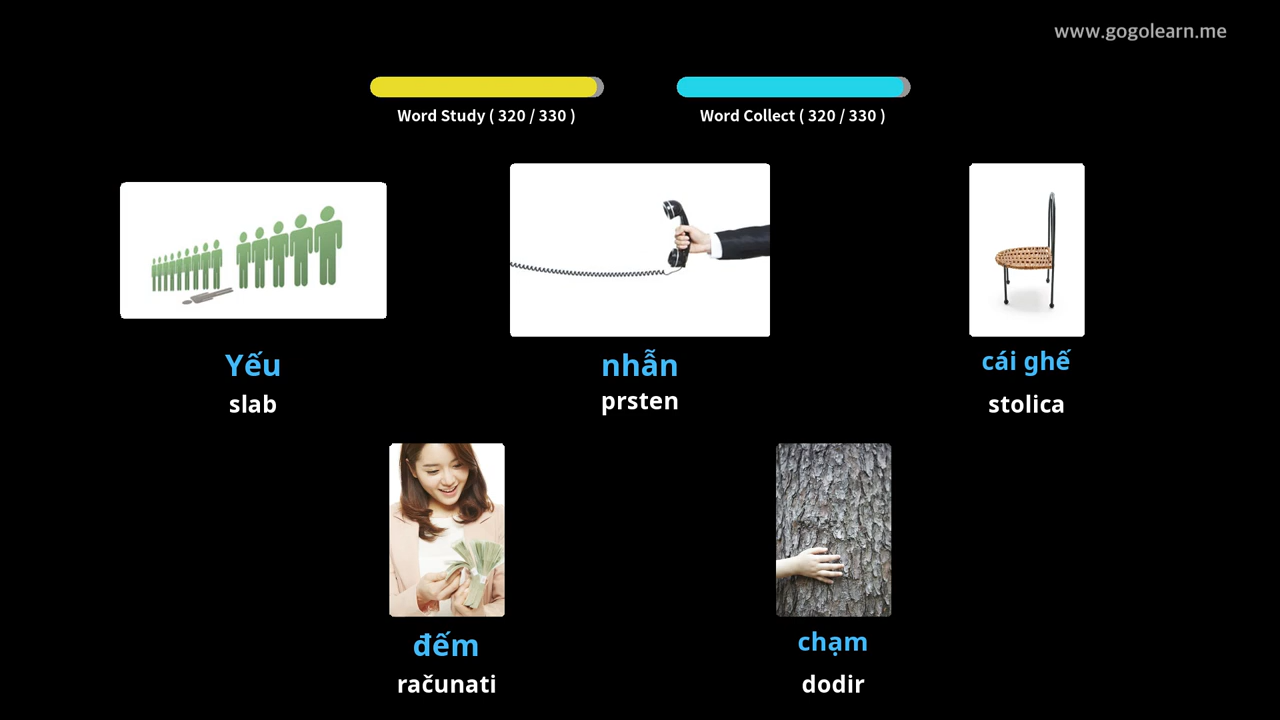 www.gogolearn.me
Word Study ( 320 / 330 )
Word Collect ( 320 / 330 )
Yếu
slab
nhẫn
prsten
cái ghế
stolica
đếm
računati
chạm
dodir